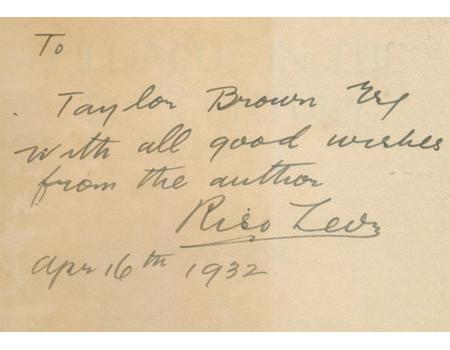 To
Taylor Brown Esq
With all good wishes
from the author
Riso Levi
Apr 16th 1932